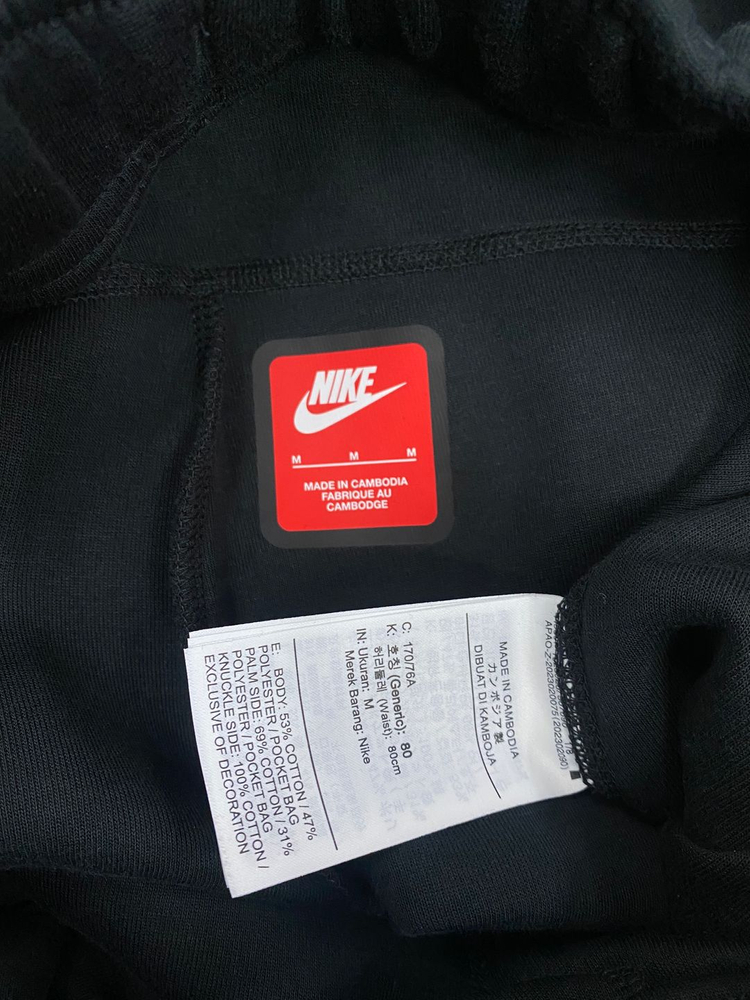 NIKE
M M M
MADE IN CAMBODIA
FABRIQUE AU
CAMBODGE
MADE IN CAMBODIA
カンボジア製
DIBUAT DI KAMBOJA
C: 170/76A
K: 호칭 (Generic): 80
허리둘레 (Waist): 80cm
IN: Ukuran: M
Merek Barang: Nike
E: BODY: 53% COTTON / 47%
POLYESTER / POCKET BAG
PALM SIDE: 69% COTTON / 31%
POLYESTER / POCKET BAG
KNUCKLE SIDE: 100% COTTON /
EXCLUSIVE OF DECORATION